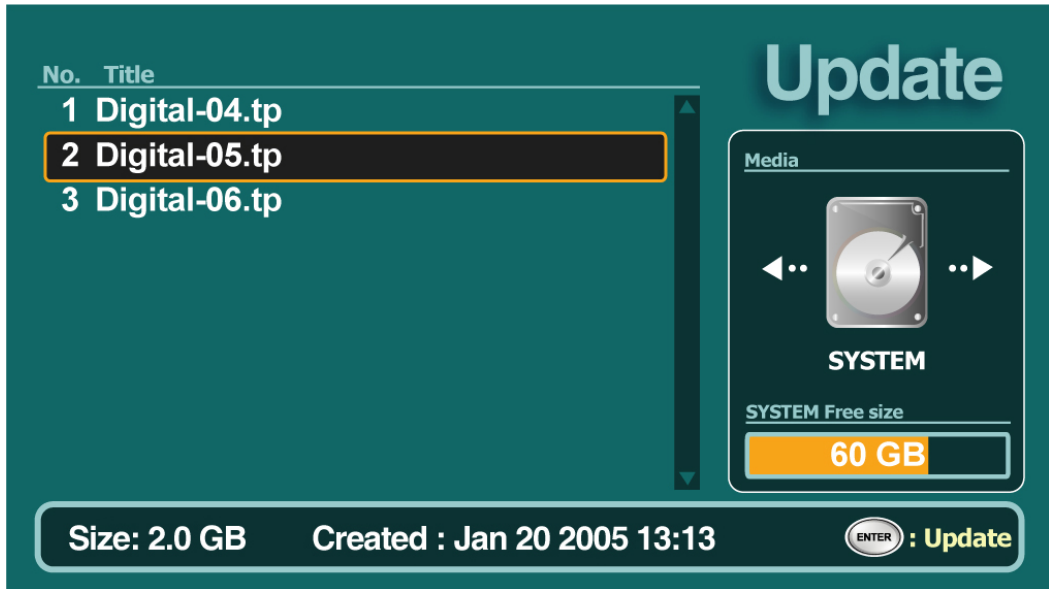 Update
No. Title
1 Digital-04.tp
2 Digital-05.tp
3 Digital-06.tp
Media
SYSTEM
SYSTEM Free size
60 GB
Size: 2.0 GB Created : Jan 20 2005 13:13 ENTER : Update